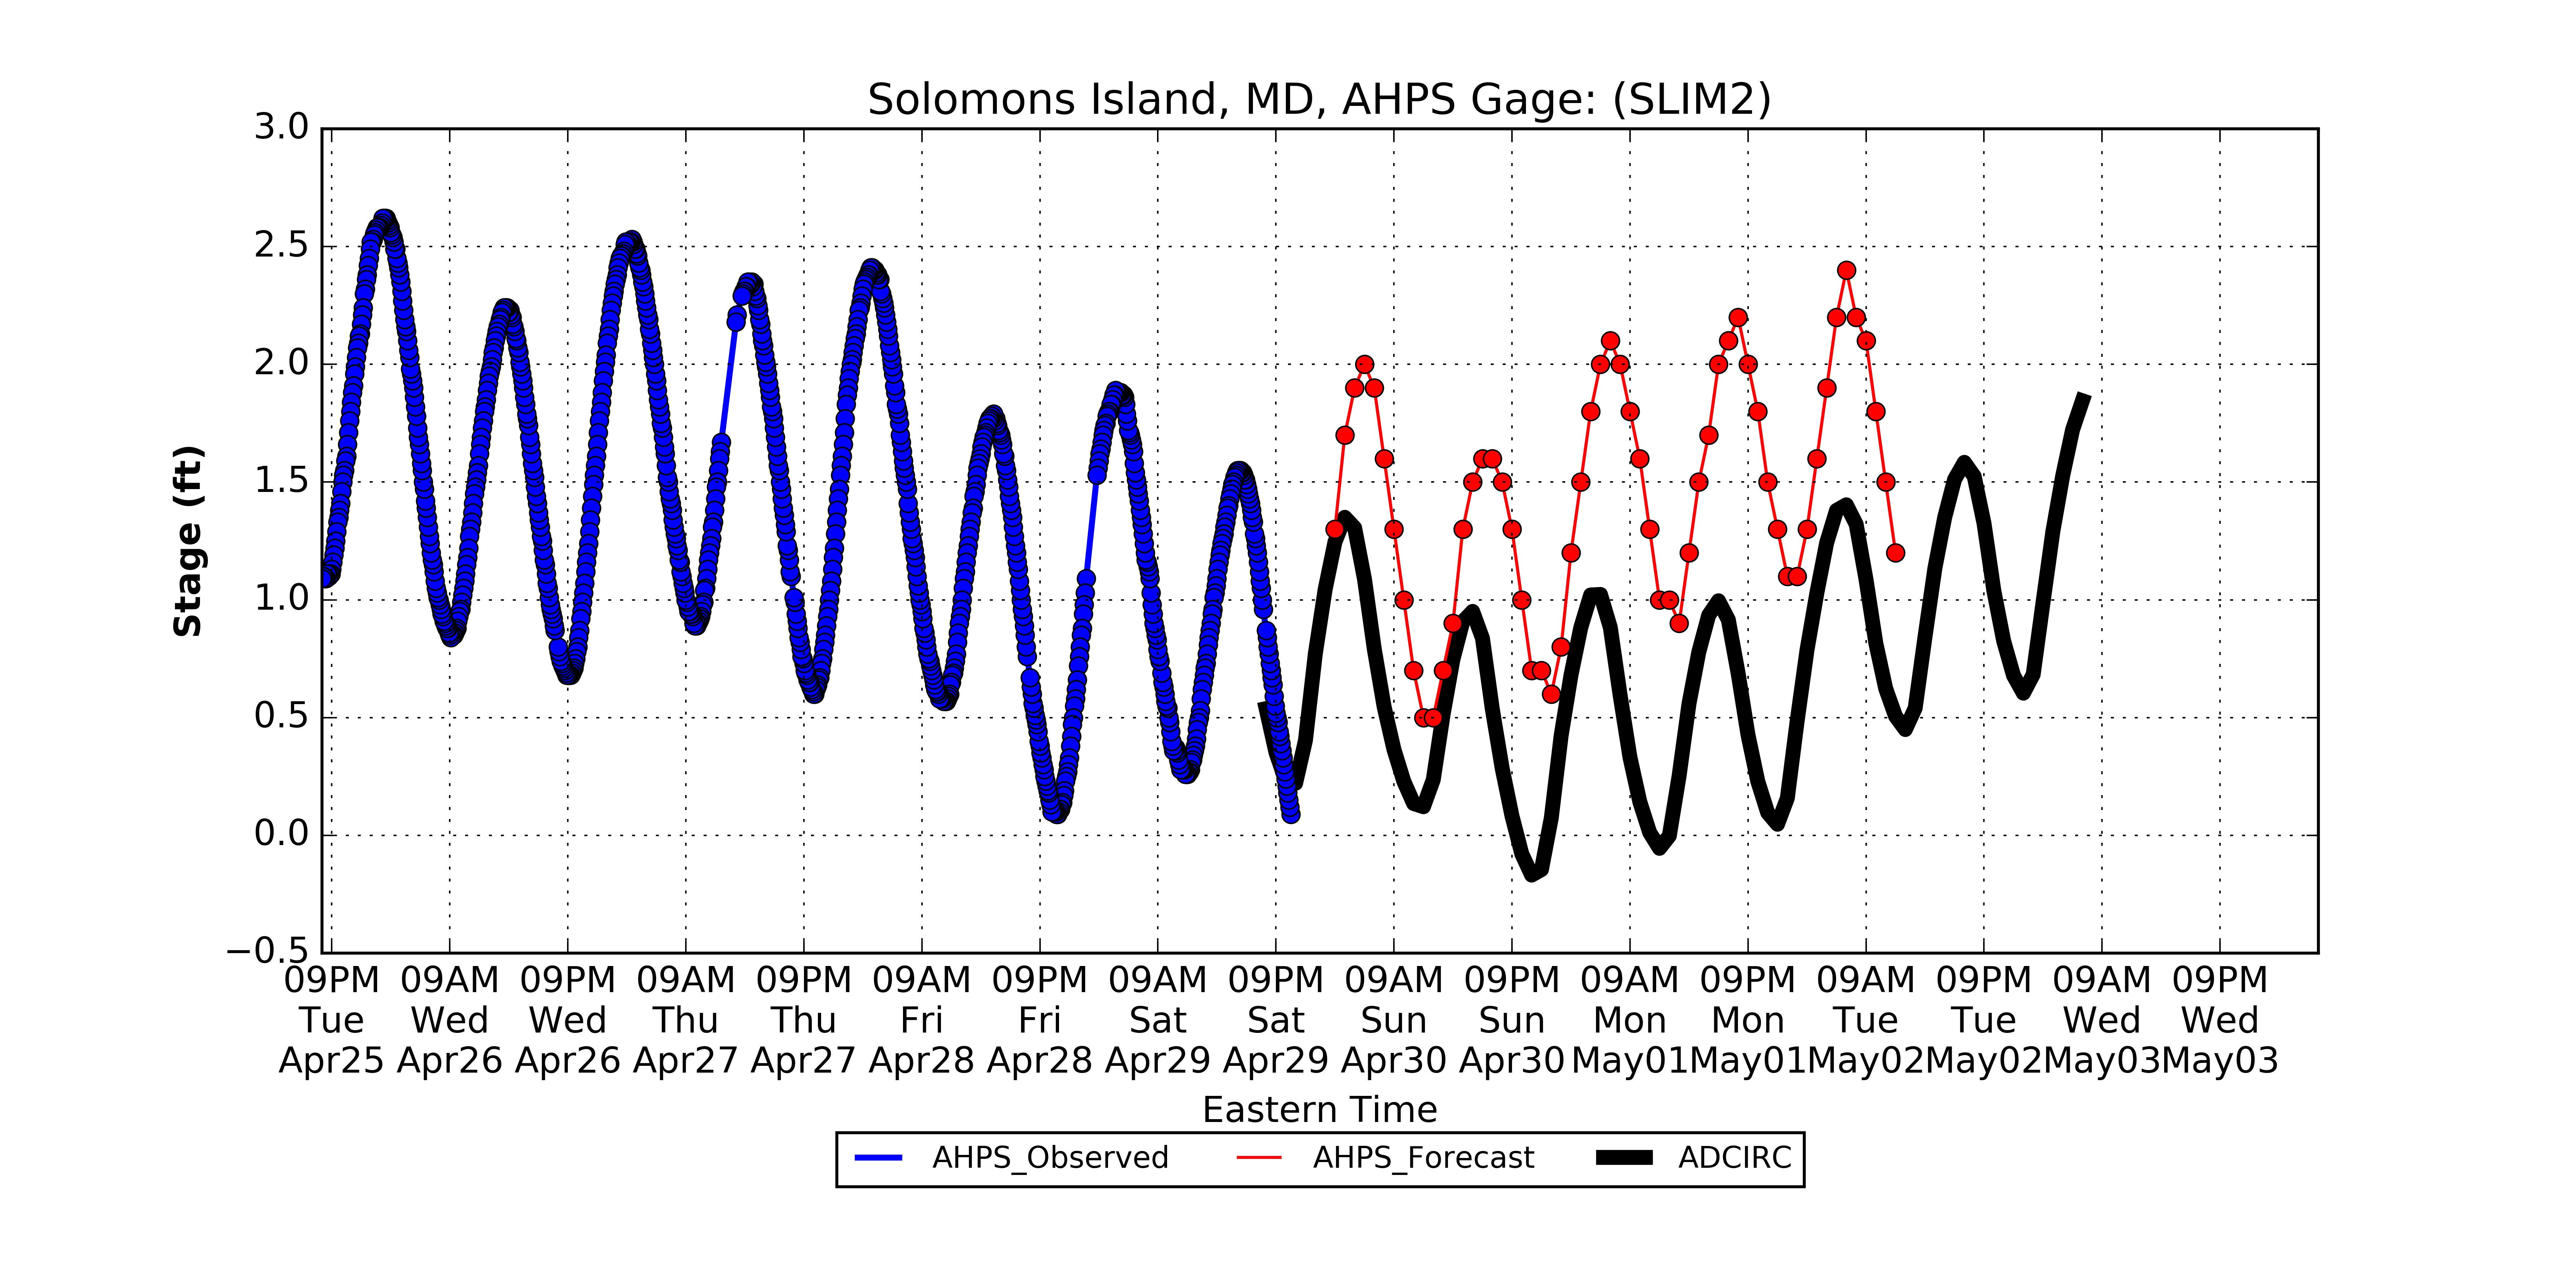 Solomons Island, MD, AHPS Gage: (SLIM2)
3.0
2.5
2.0
1.5
1.0
0.5
0.0
−0.5
Stage (ft)
09PM 09AM 09PM 09AM 09PM 09AM 09PM 09AM 09PM 09AM 09PM 09AM 09PM 09AM 09PM 09AM 09PM
Tue Wed Wed Thu Thu Fri Fri Sat Sat Sun Sun Mon Mon Tue Tue Wed Wed
Apr25 Apr26 Apr26 Apr27 Apr27 Apr28 Apr28 Apr29 Apr29 Apr30 Apr30 May01 May01 May02 May02 May03 May03
Eastern Time
AHPS_Observed AHPS_Forecast ADCIRC